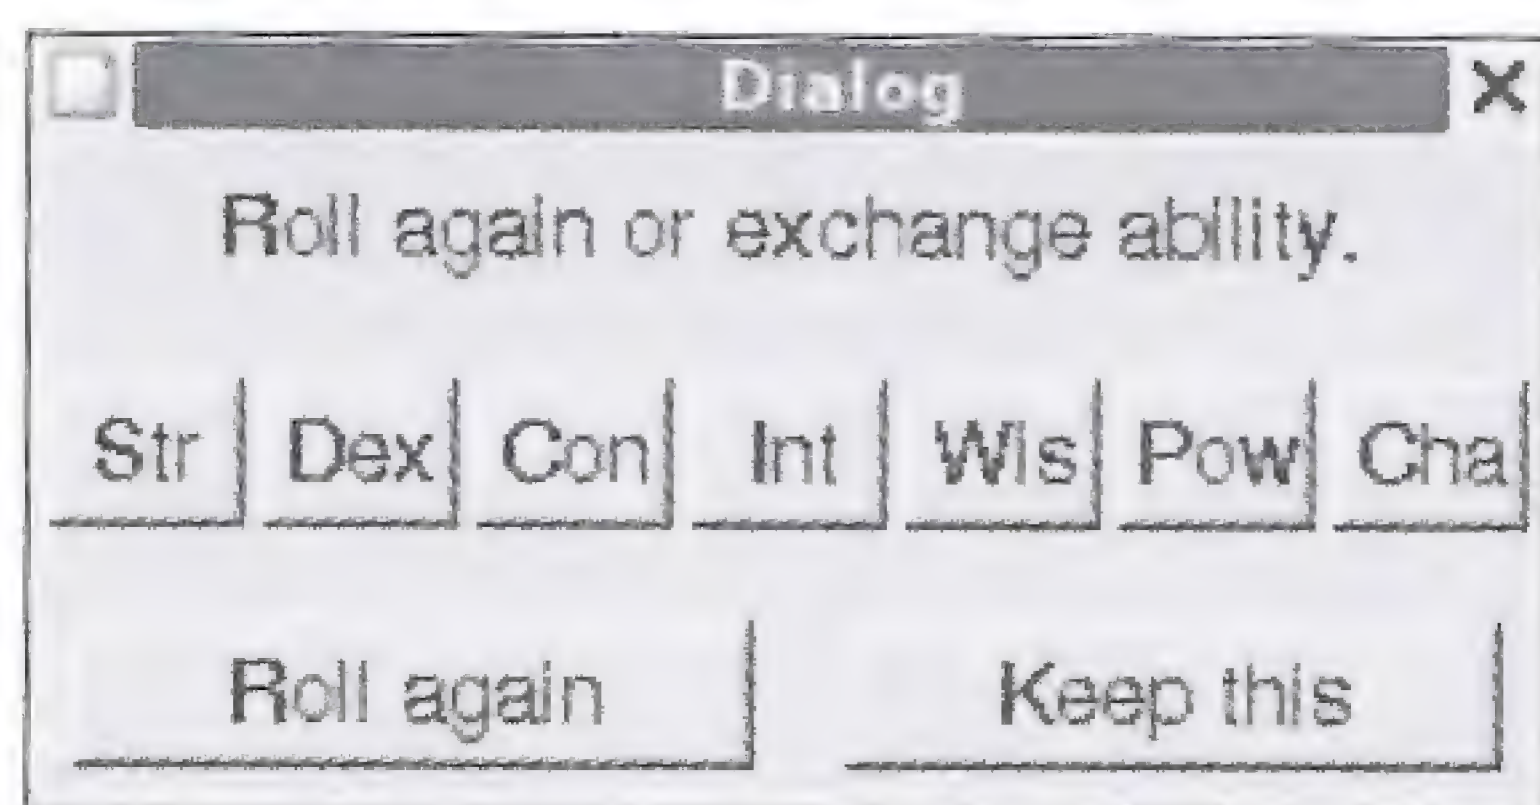 Dialog
Roll again or exchange ability.
Str Dex Con Int Wis Pow Cha
Roll again Keep this